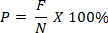 P = F/N X 100%